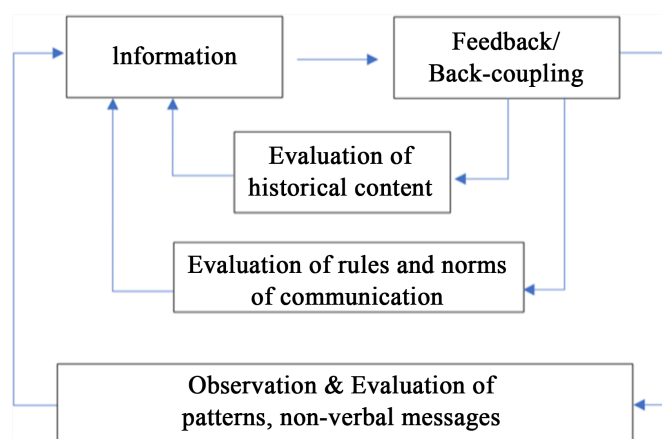 Information
Feedback/
Back-coupling
Evaluation of
historical content
Evaluation of rules and norms
of communication
Observation & Evaluation of
patterns, non-verbal messages